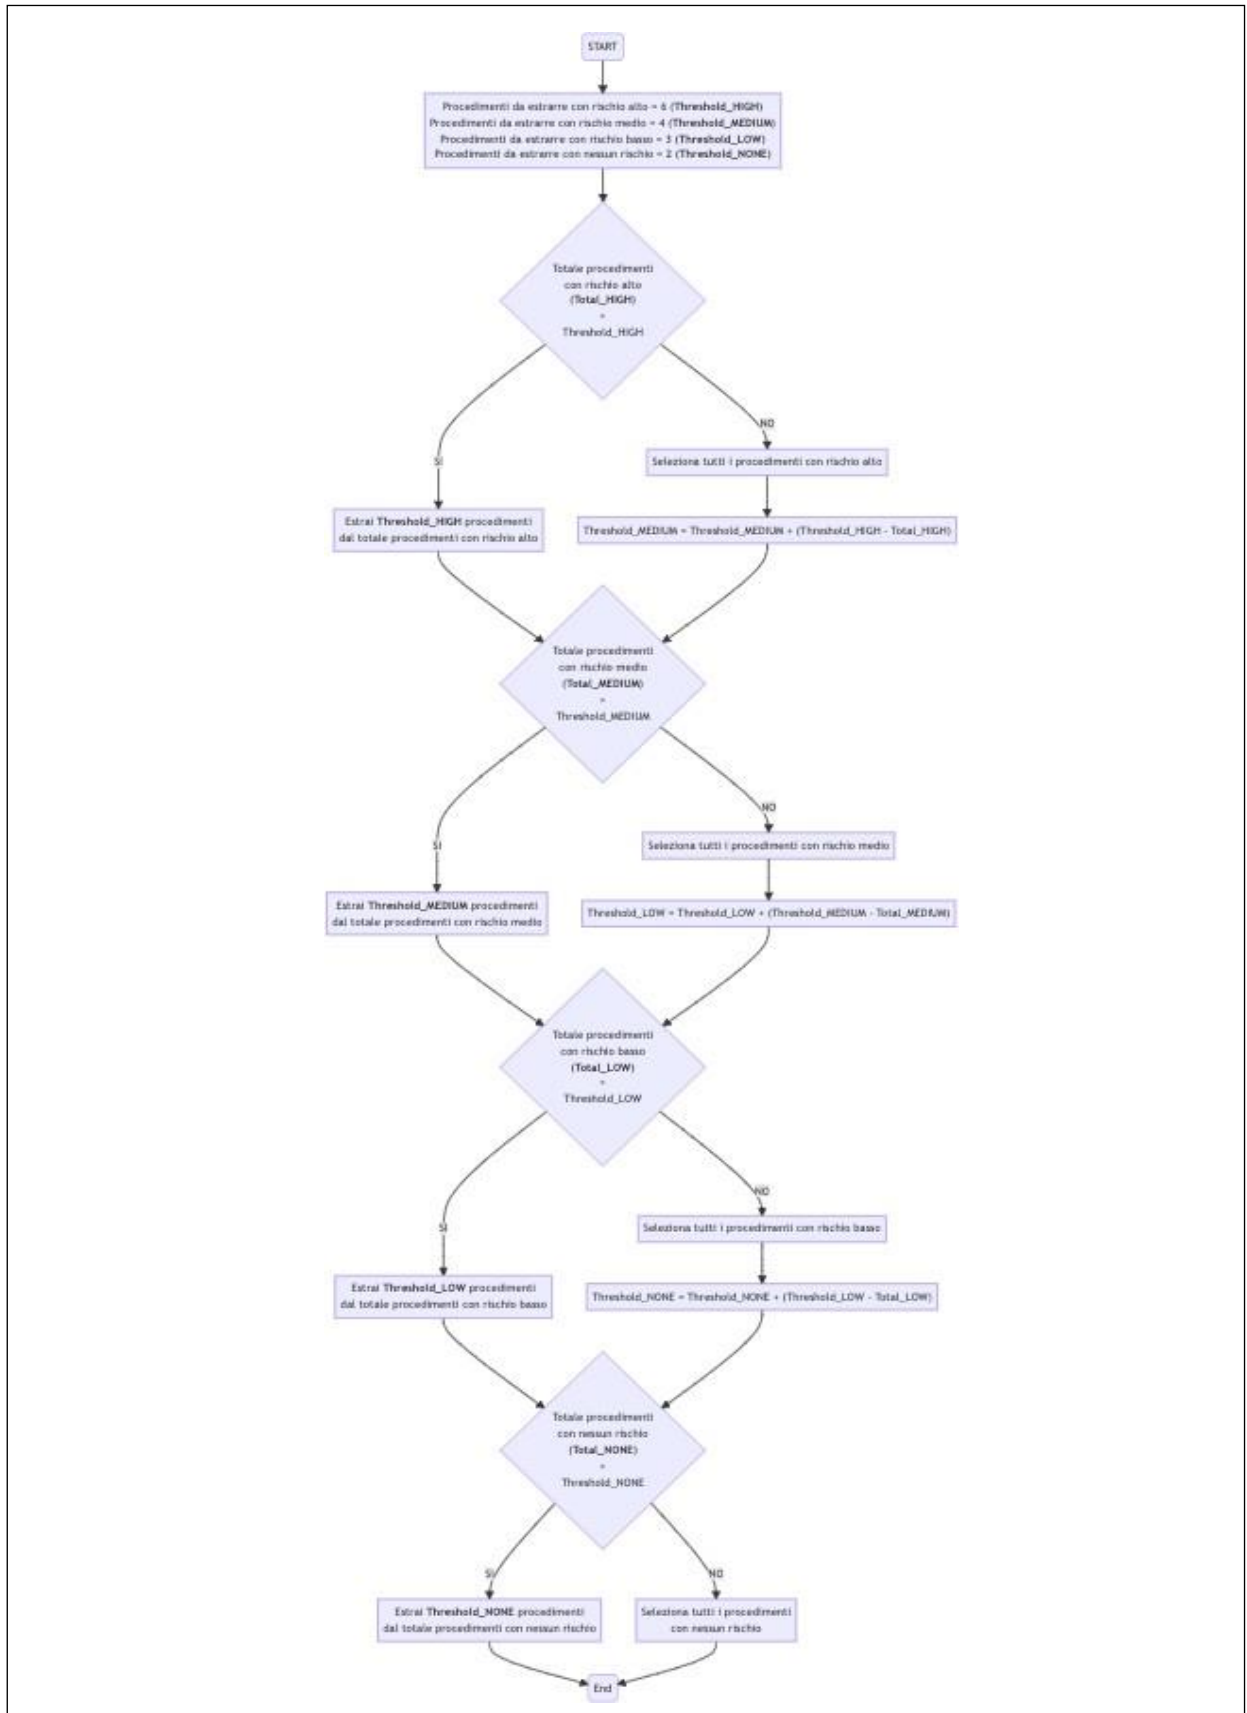 START
Procedimenti da estrarre con rischio alto = 6 (Threshold_HIGH)
Procedimenti da estrarre con rischio medio = 4 (Threshold_MEDIUM)
Procedimenti da estrarre con rischio basso = 3 (Threshold_LOW)
Procedimenti da estrarre con nessun rischio = 2 (Threshold_NONE)
Totale procedimenti
con rischio alto
(Total_HIGH)
Threshold_HIGH
NO
SI
Seleziona tutti i procedimenti con rischio alto
Estrai Threshold_HIGH procedimenti
dal totale procedimenti con rischio alto
Threshold_MEDIUM = Threshold_MEDIUM + (Threshold_HIGH - Total_HIGH)
Totale procedimenti
con rischio medio
(Total_MEDIUM)
Threshold_MEDIUM
NO
SI
Seleziona tutti i procedimenti con rischio medio
Estrai Threshold_MEDIUM procedimenti
dal totale procedimenti con rischio medio
Threshold_LOW = Threshold_LOW + (Threshold_MEDIUM - Total_MEDIUM)
Totale procedimenti
con rischio basso
(Total_LOW)
Threshold_LOW
NO
SI
Seleziona tutti i procedimenti con rischio basso
Estrai Threshold_LOW procedimenti
dal totale procedimenti con rischio basso
Threshold_NONE = Threshold_NONE + (Threshold_LOW - Total_LOW)
Totale procedimenti
con nessun rischio
(Total_NONE)
Threshold_NONE
SI
NO
Estrai Threshold_NONE procedimenti
dal totale procedimenti con nessun rischio
Seleziona tutti i procedimenti
con nessun rischio
End